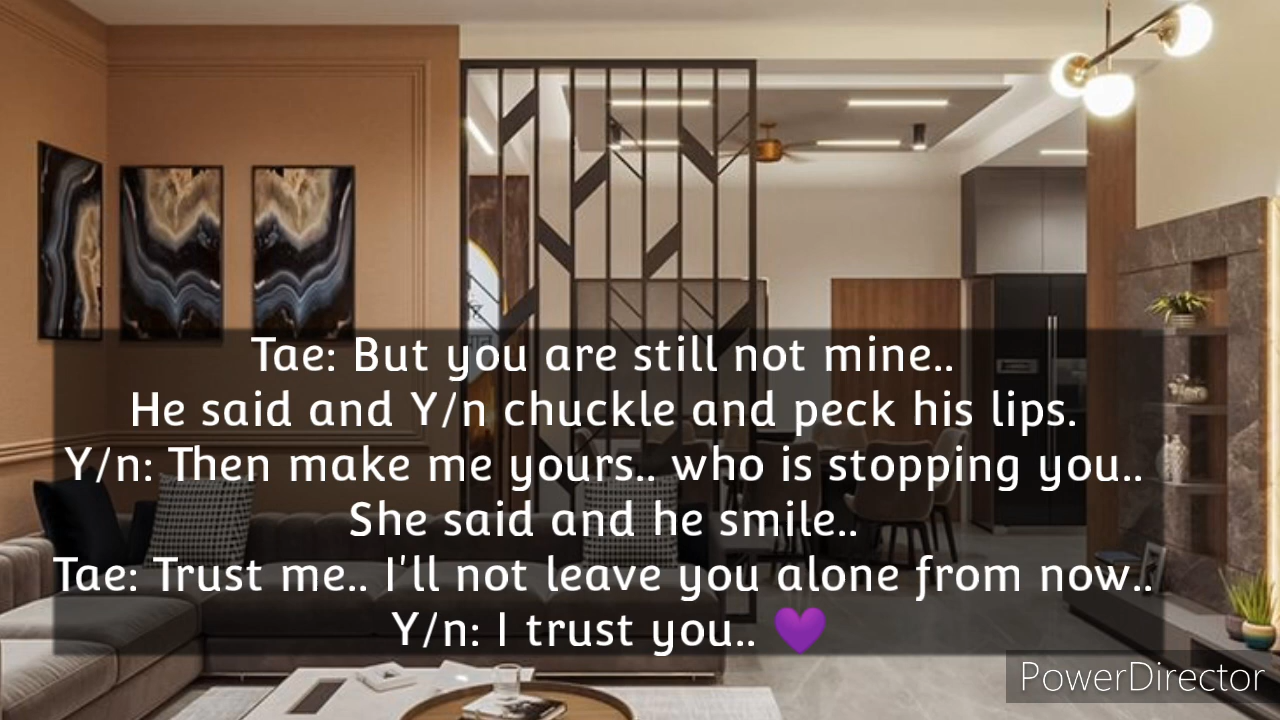 Tae: But you are still not mine..
He said and Y/n chuckle and peck his lips.
Y/n: Then make me yours.. who is stopping you..
She said and he smile..
Tae: Trust me.. I'll not leave you alone from now..
Y/n: I trust you.. 💜
PowerDirector